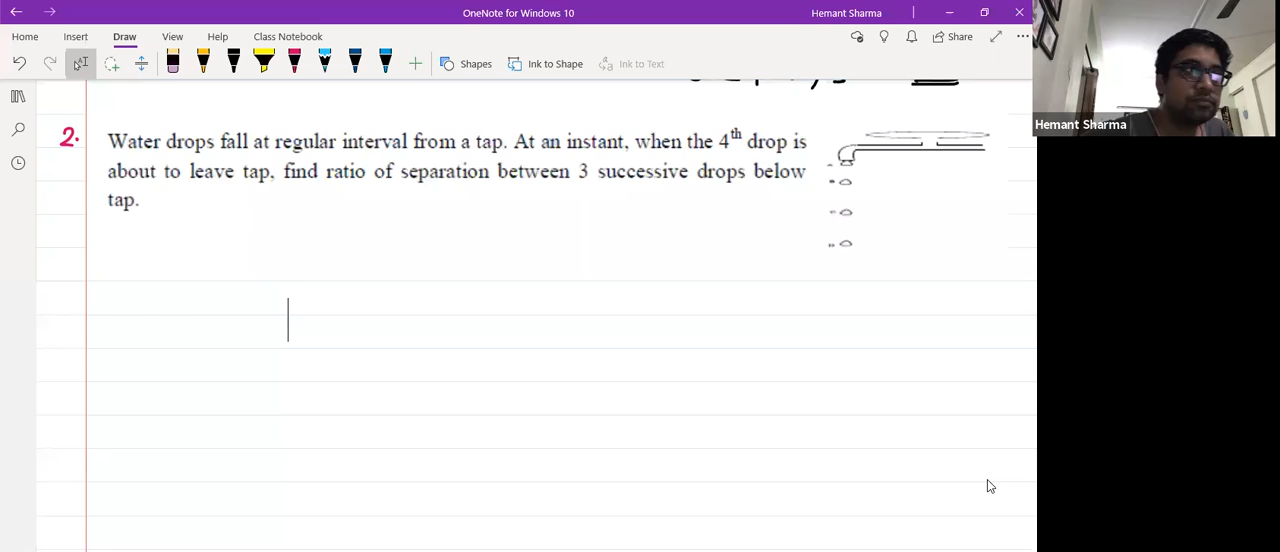 OneNote for Windows 10
Hemant Sharma
Home Insert Draw View Help Class Notebook
Share
Shapes Ink to Shape Ink to Text
Hemant Sharma
2. Water drops fall at regular interval from a tap. At an instant, when the 4th drop is
about to leave tap, find ratio of separation between 3 successive drops below
tap.